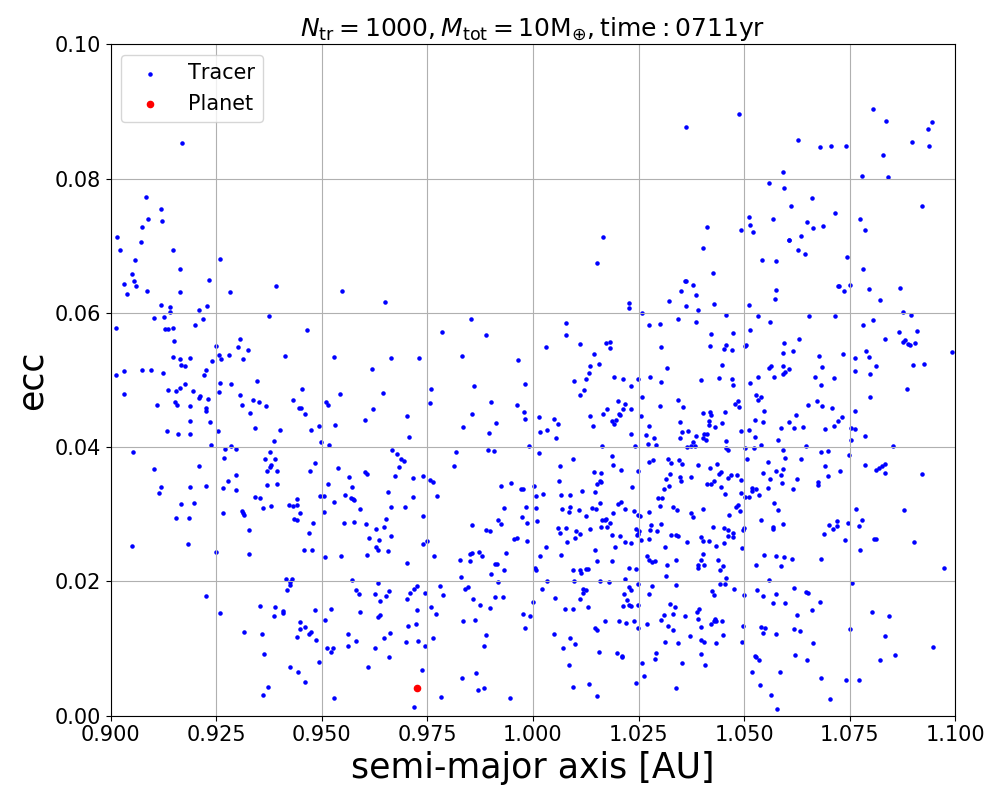 N_tr = 1000, M_tot = 10M_⊕, time : 0711yr
Tracer
Planet
0.10
0.08
0.06
0.04
0.02
0.00
ecc
0.900 0.925 0.950 0.975 1.000 1.025 1.050 1.075 1.100
semi-major axis [AU]